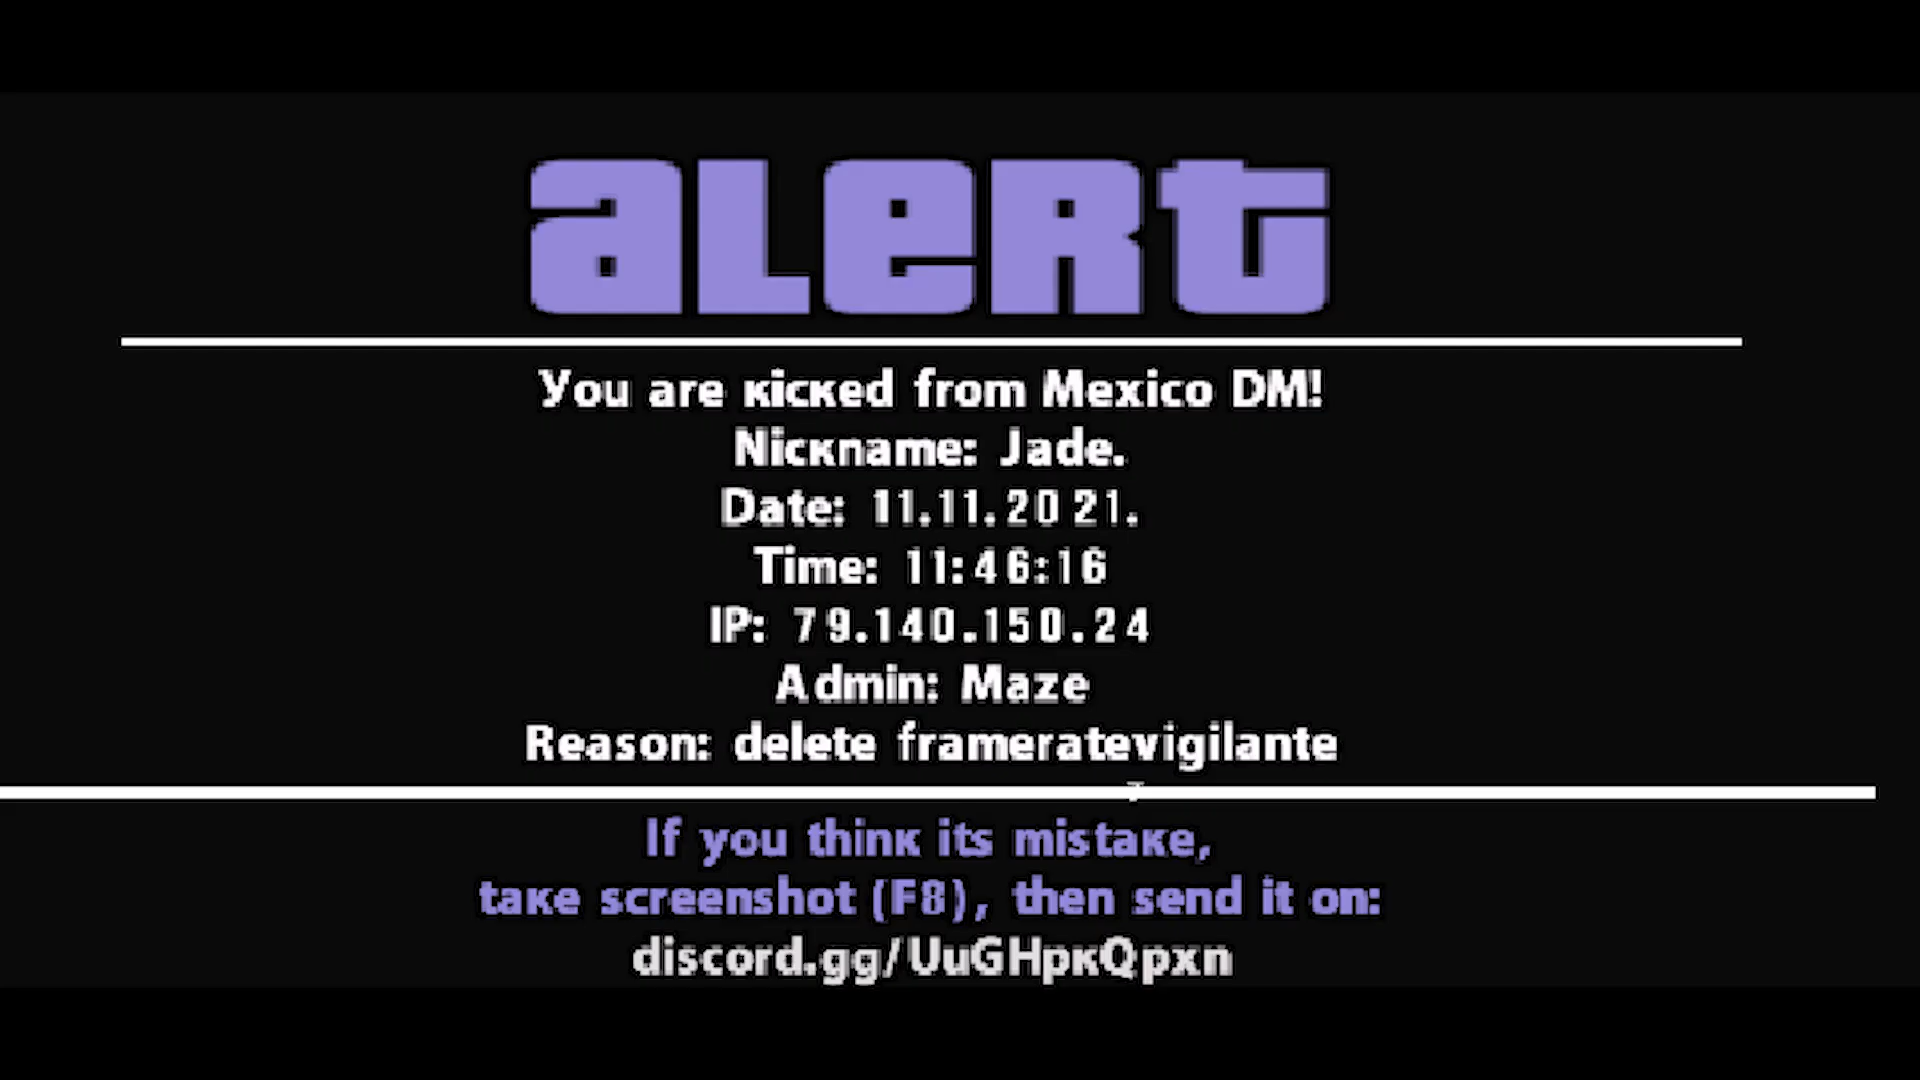 aLeRt
You are kicked from Mexico DM!
Nickname: Jade.
Date: 11.11.2021.
Time: 11:46:16
IP: 79.140.150.24
Admin: Maze
Reason: delete frameratevigilante
If you think its mistake,
take screenshot (F8), then send it on:
discord.gg/UuGHpkQpxn